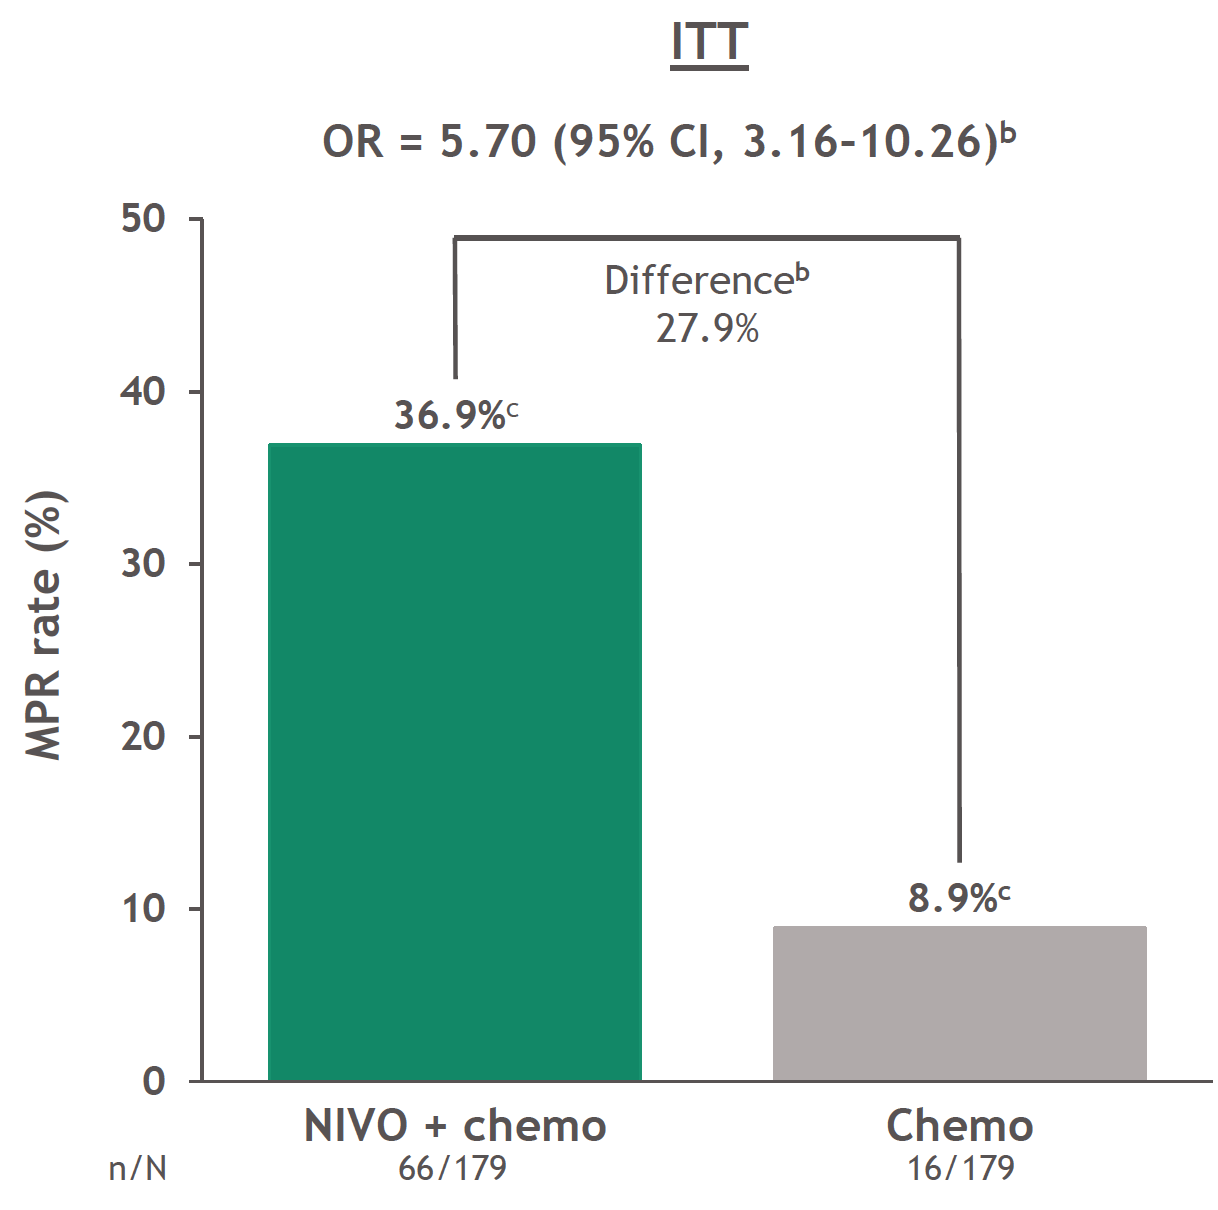 ITT
OR = 5.70 (95% CI, 3.16-10.26)ᵇ
50
Differenceᵇ
27.9%
40
36.9%ᶜ
30
MPR rate (%)
20
10
8.9%ᶜ
0
NIVO + chemo
Chemo
n/N
66/179
16/179